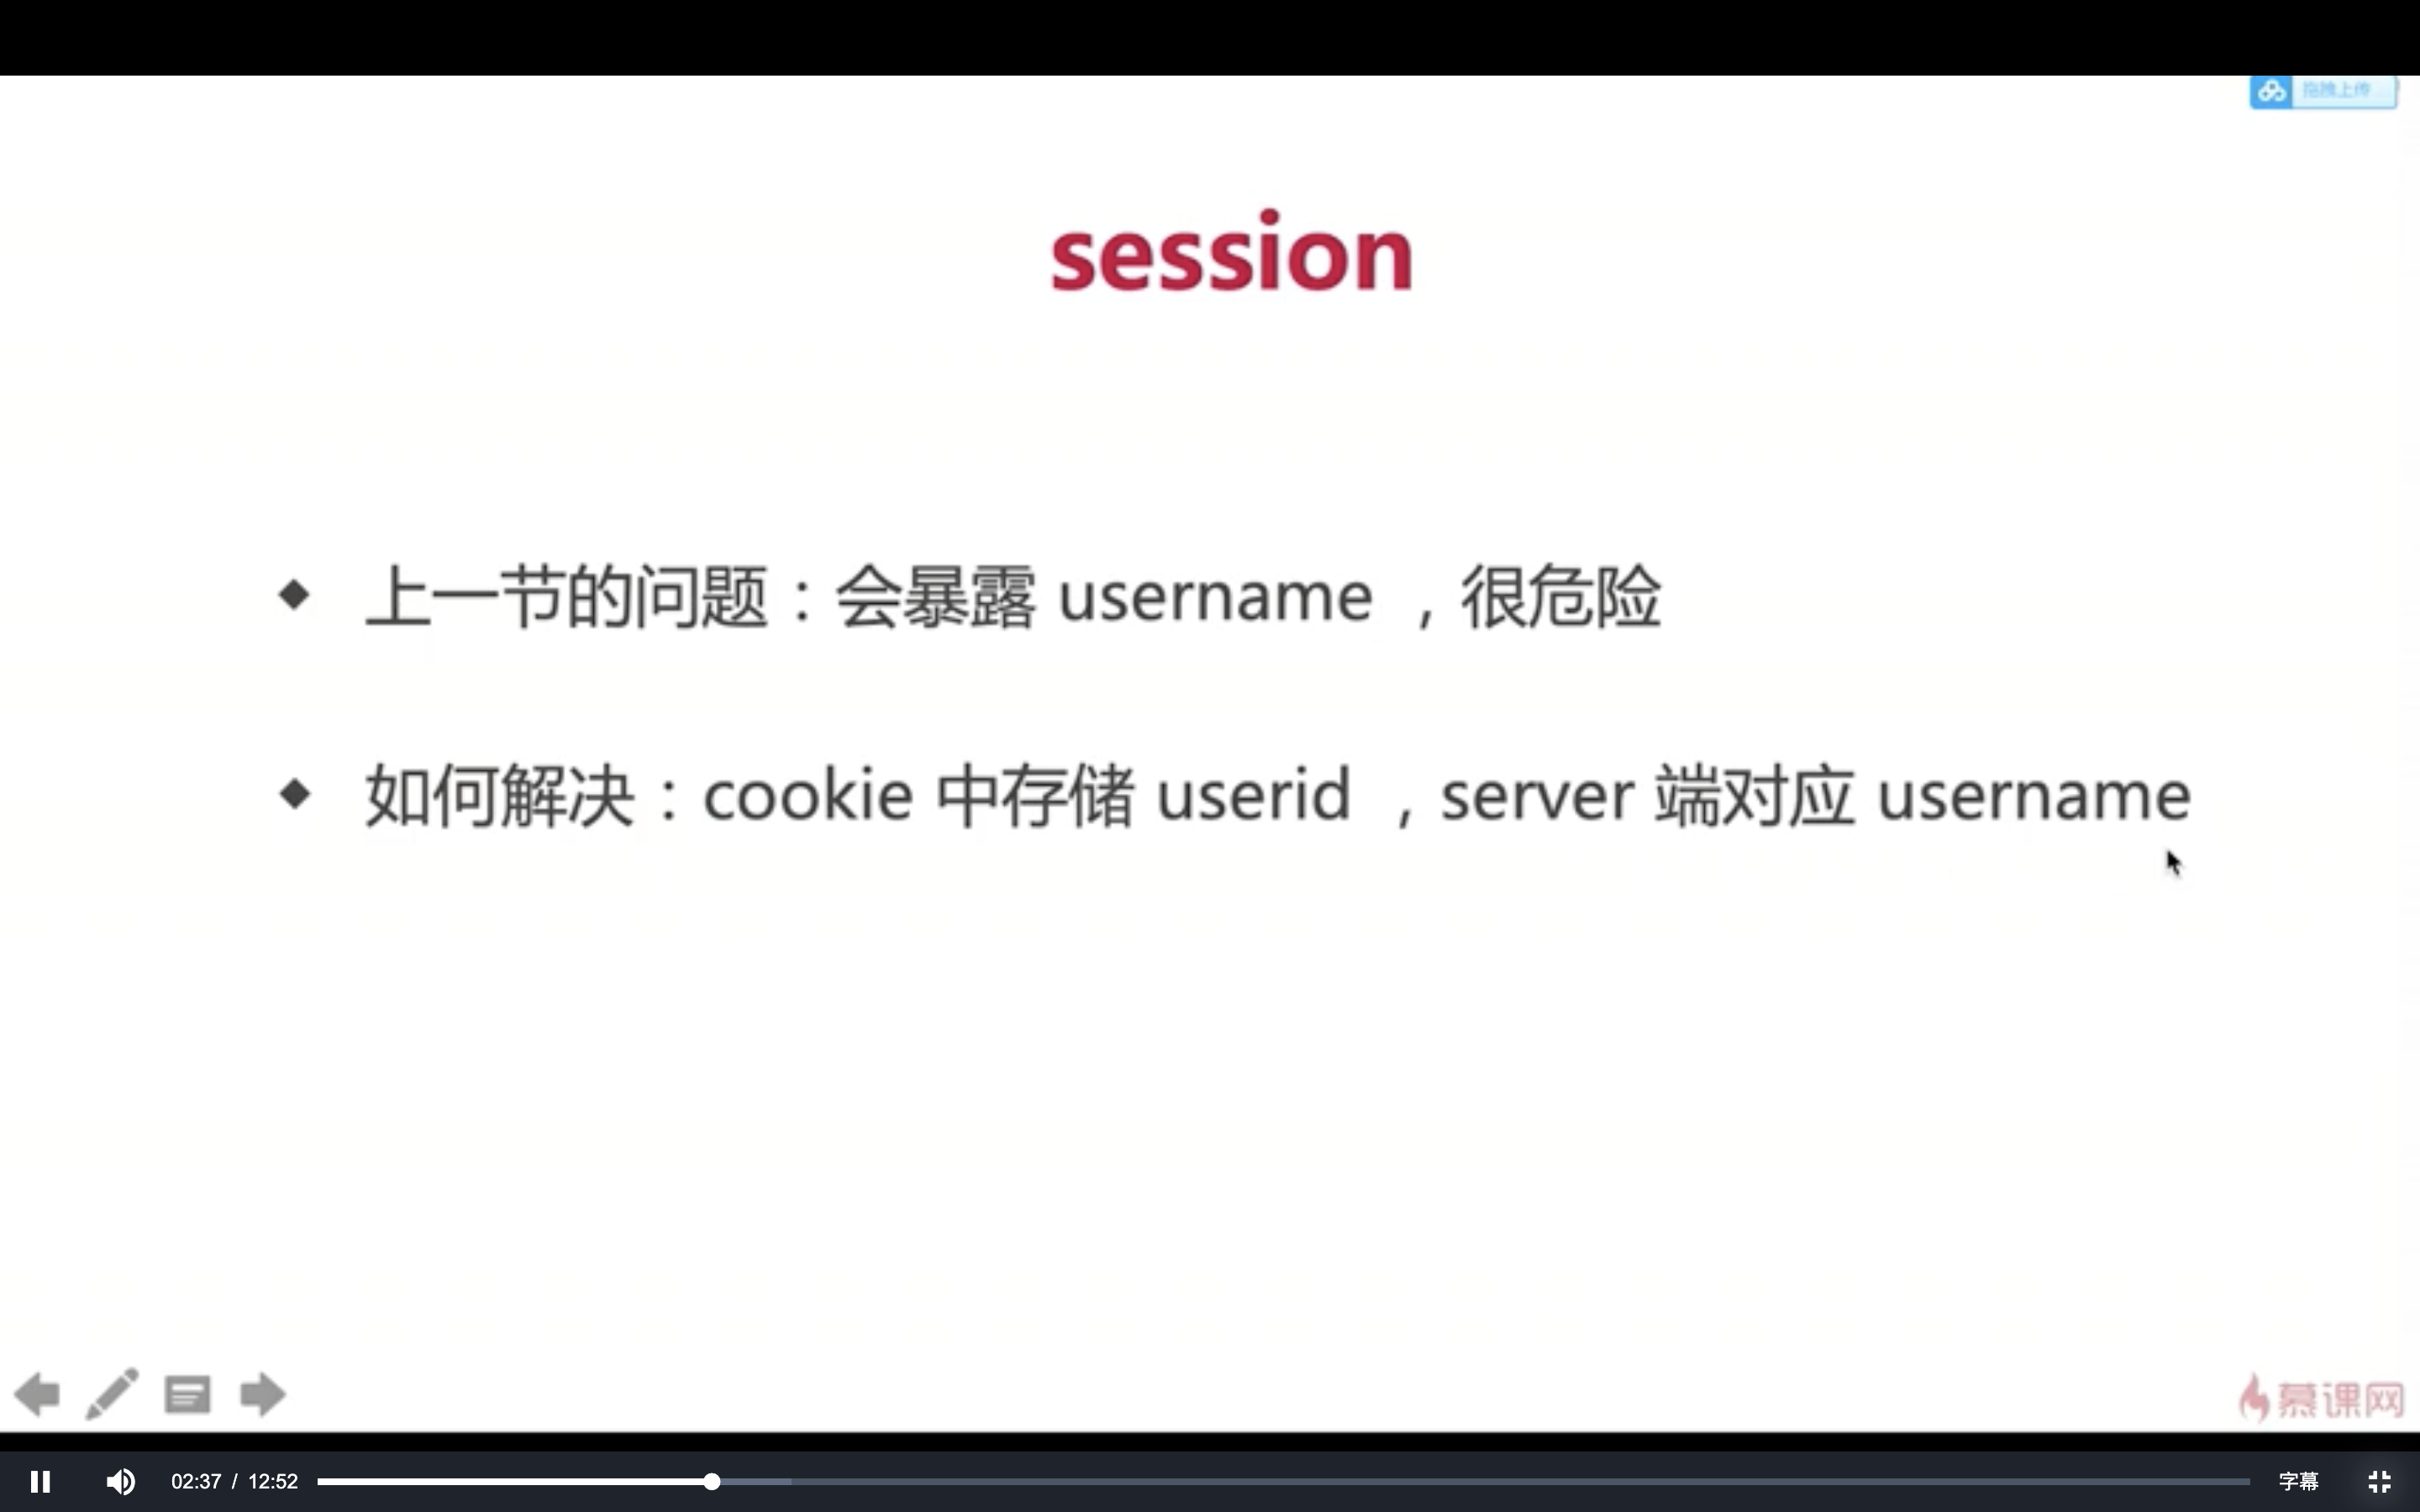 拖拽上传
session
◆ 上一节的问题：会暴露 username ，很危险
◆ 如何解决：cookie 中存储 userid ，server 端对应 username
慕课网
02:37 / 12:52
字幕